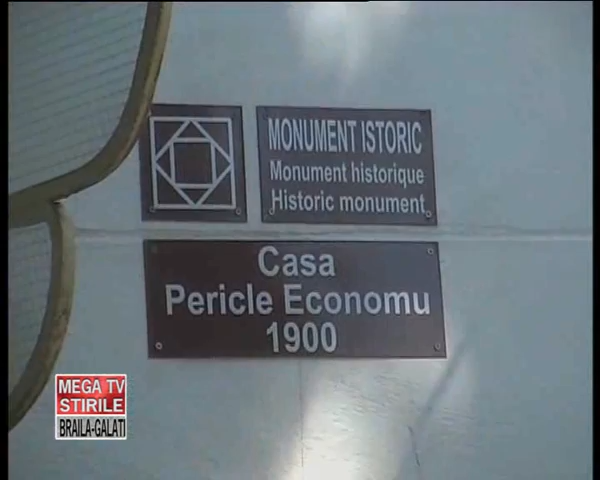 MONUMENT ISTORIC
Monument historique
Historic monument
Casa
Pericle Economu
1900
MEGA TV
STIRILE
BRAILA-GALATI